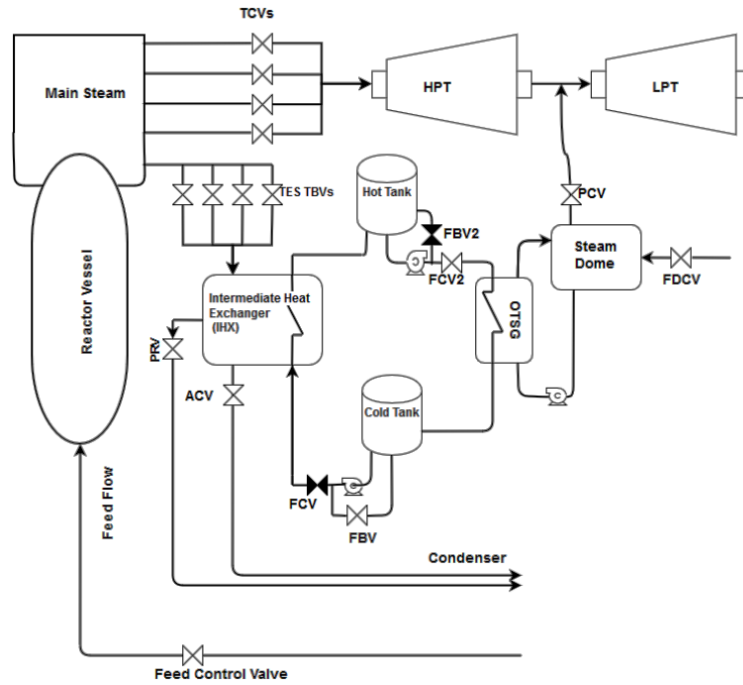 TCVs
Main Steam
HPT
LPT
TES TBVs
Hot Tank
PCV
FBV2
Steam
Dome
FCV2
FDCV
Intermediate Heat
Exchanger
(IHX)
OTSG
Reactor Vessel
PRV
ACV
Cold Tank
FCV
FBV
Feed Flow
Condenser
Feed Control Valve
C
C
C